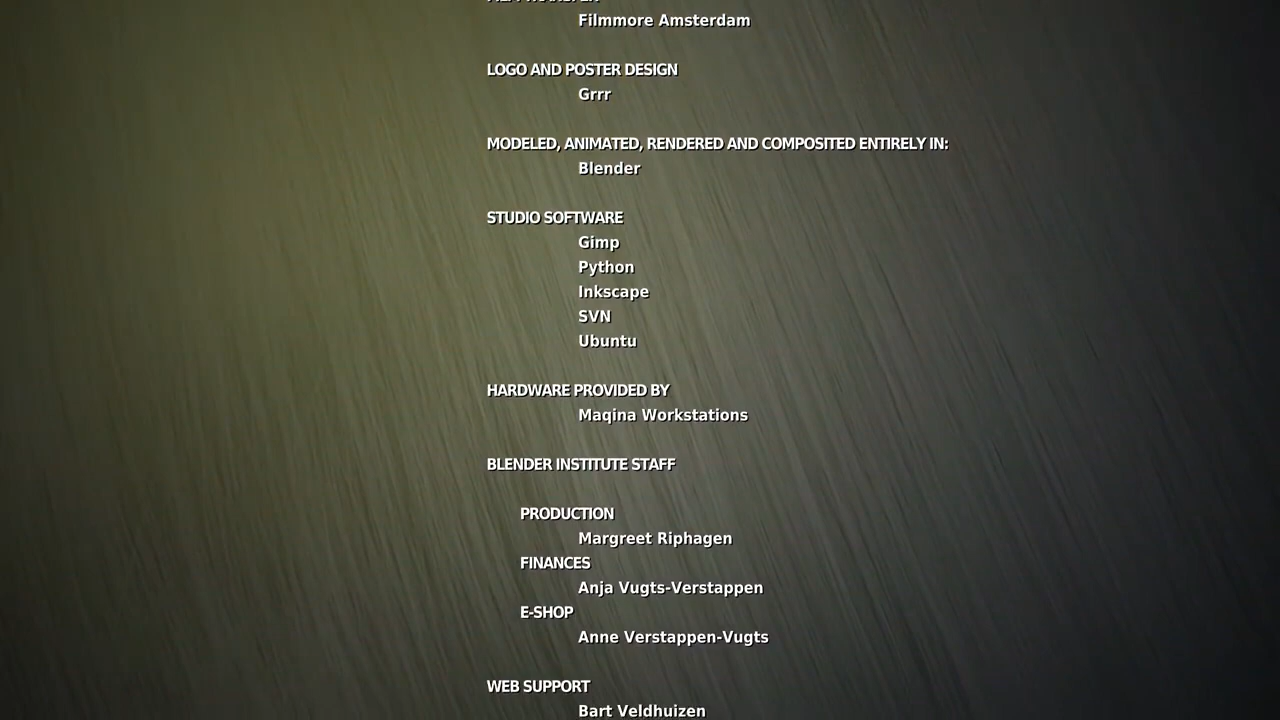 Filmmore Amsterdam
LOGO AND POSTER DESIGN
Grrr
MODELED, ANIMATED, RENDERED AND COMPOSITED ENTIRELY IN:
Blender
STUDIO SOFTWARE
Gimp
Python
Inkscape
SVN
Ubuntu
HARDWARE PROVIDED BY
Maqina Workstations
BLENDER INSTITUTE STAFF
PRODUCTION
Margreet Riphagen
FINANCES
Anja Vugts-Verstappen
E-SHOP
Anne Verstappen-Vugts
WEB SUPPORT
Bart Veldhuizen